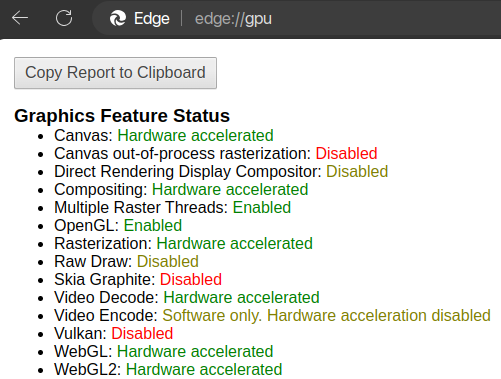 Edge | edge://gpu
Copy Report to Clipboard
Graphics Feature Status
Canvas: Hardware accelerated
Canvas out-of-process rasterization: Disabled
Direct Rendering Display Compositor: Disabled
Compositing: Hardware accelerated
Multiple Raster Threads: Enabled
OpenGL: Enabled
Rasterization: Hardware accelerated
Raw Draw: Disabled
Skia Graphite: Disabled
Video Decode: Hardware accelerated
Video Encode: Software only. Hardware acceleration disabled
Vulkan: Disabled
WebGL: Hardware accelerated
WebGL2: Hardware accelerated